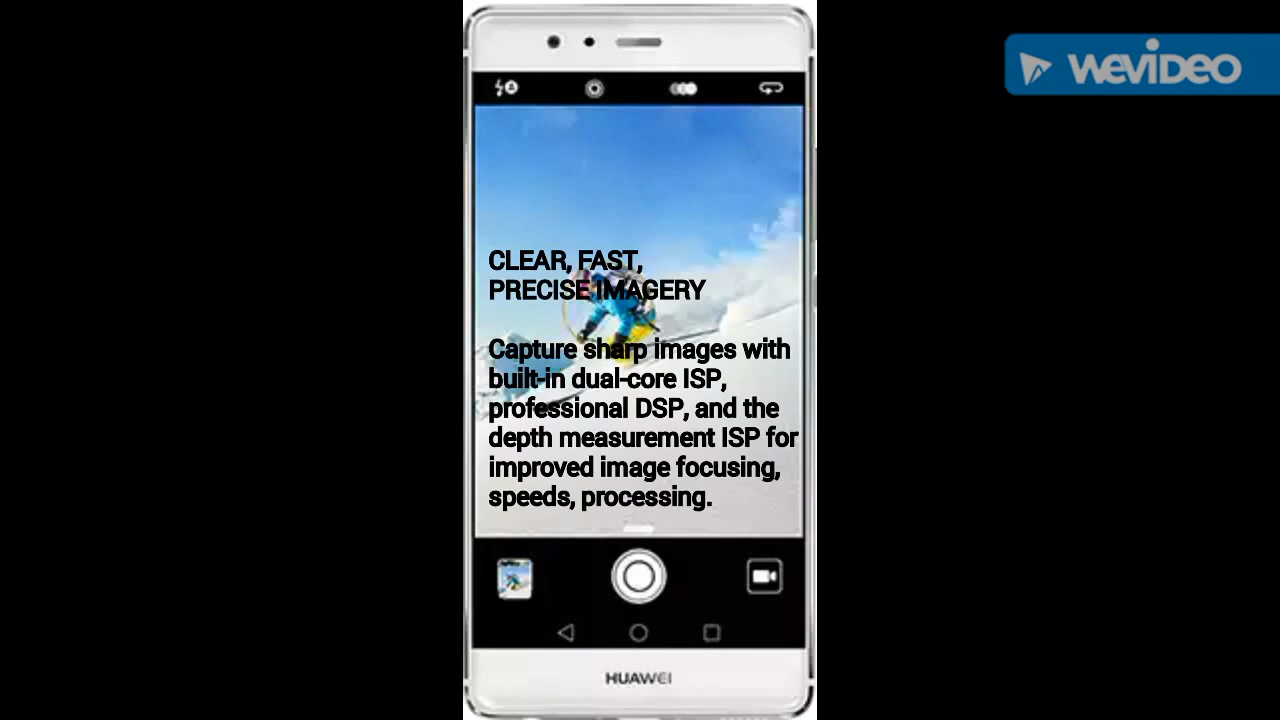 WEVIDEO
CLEAR, FAST,
PRECISE IMAGERY
Capture sharp images with
built-in dual-core ISP,
professional DSP, and the
depth measurement ISP for
improved image focusing,
speeds, processing.
HUAWEI